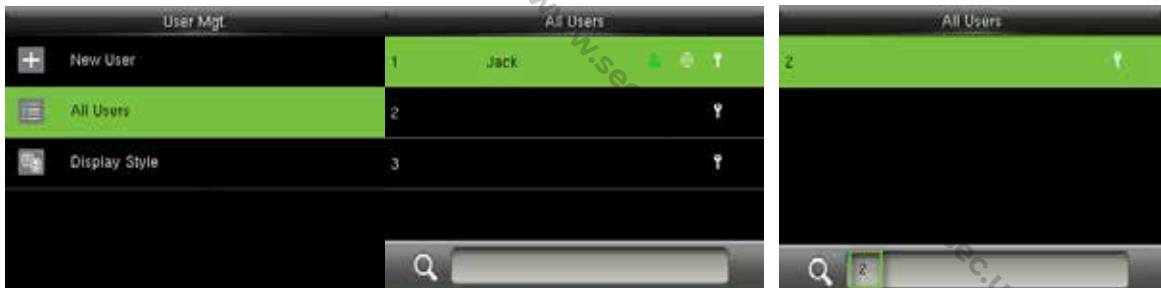 User Mgt.
New User
All Users
Display Style
All Users
1 Jack
2
3
All Users
2
2